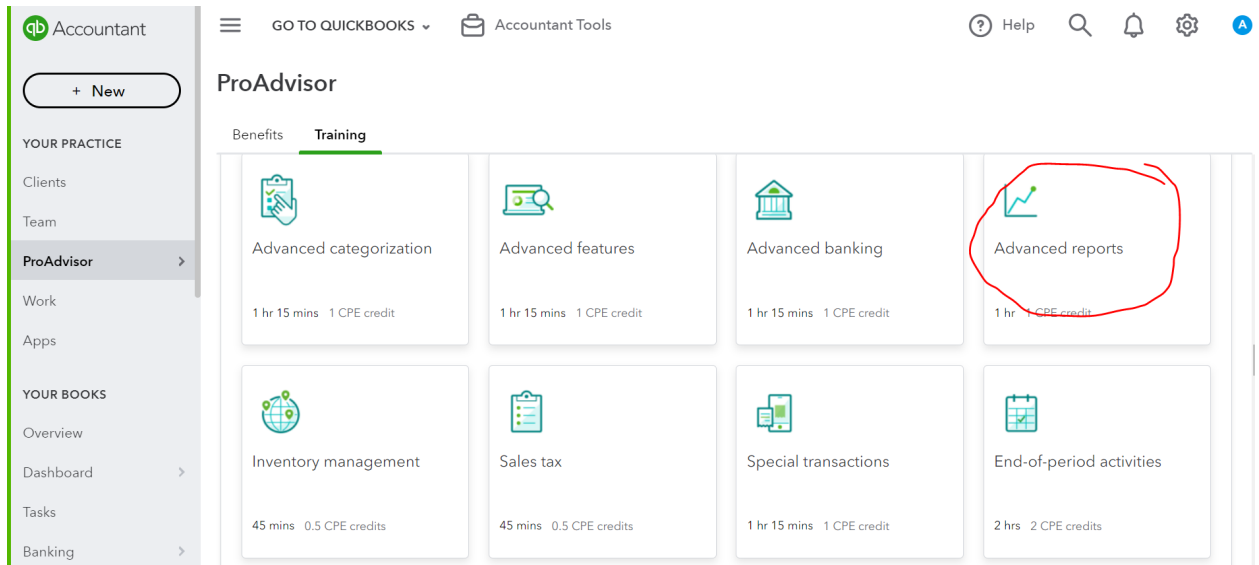 qb Accountant
GO TO QUICKBOOKS
Accountant Tools
Help
A
+ New
ProAdvisor
Benefits
Training
YOUR PRACTICE
Clients
Team
ProAdvisor
Work
Apps
YOUR BOOKS
Overview
Dashboard
Tasks
Banking
Advanced categorization
1 hr 15 mins 1 CPE credit
Advanced features
1 hr 15 mins 1 CPE credit
Advanced banking
1 hr 15 mins 1 CPE credit
Advanced reports
1 hr 1 CPE credit
Inventory management
45 mins 0.5 CPE credits
Sales tax
45 mins 0.5 CPE credits
Special transactions
1 hr 15 mins 1 CPE credit
End-of-period activities
2 hrs 2 CPE credits